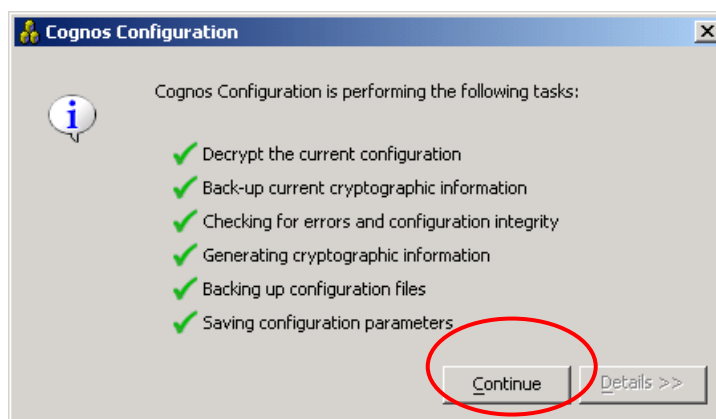 Cognos Configuration
Cognos Configuration is performing the following tasks:
Decrypt the current configuration
Back-up current cryptographic information
Checking for errors and configuration integrity
Generating cryptographic information
Backing up configuration files
Saving configuration parameters
Continue Details >>